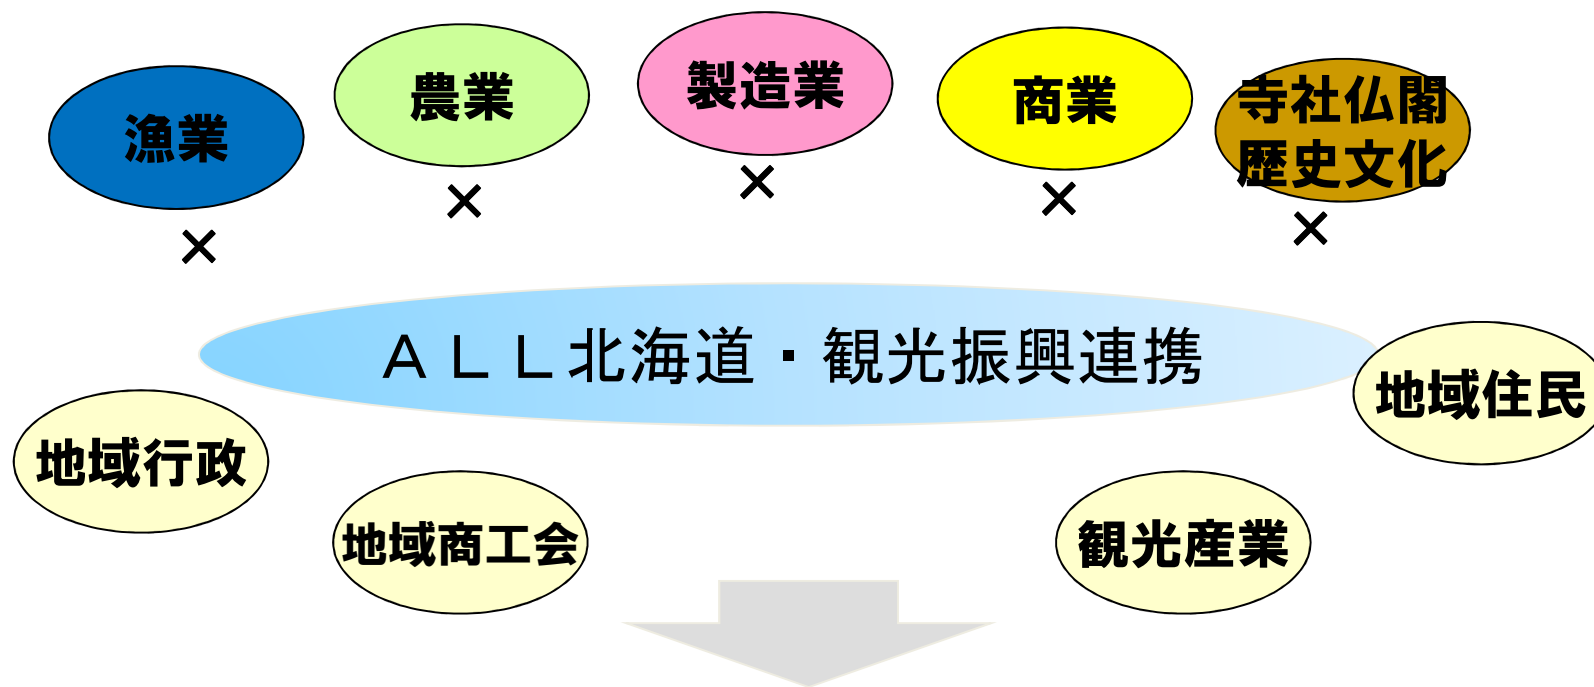 漁業
農業
製造業
商業
寺社仏閣
歴史文化
×
×
×
×
×
ＡＬＬ北海道・観光振興連携
地域住民
地域行政
地域商工会
観光産業